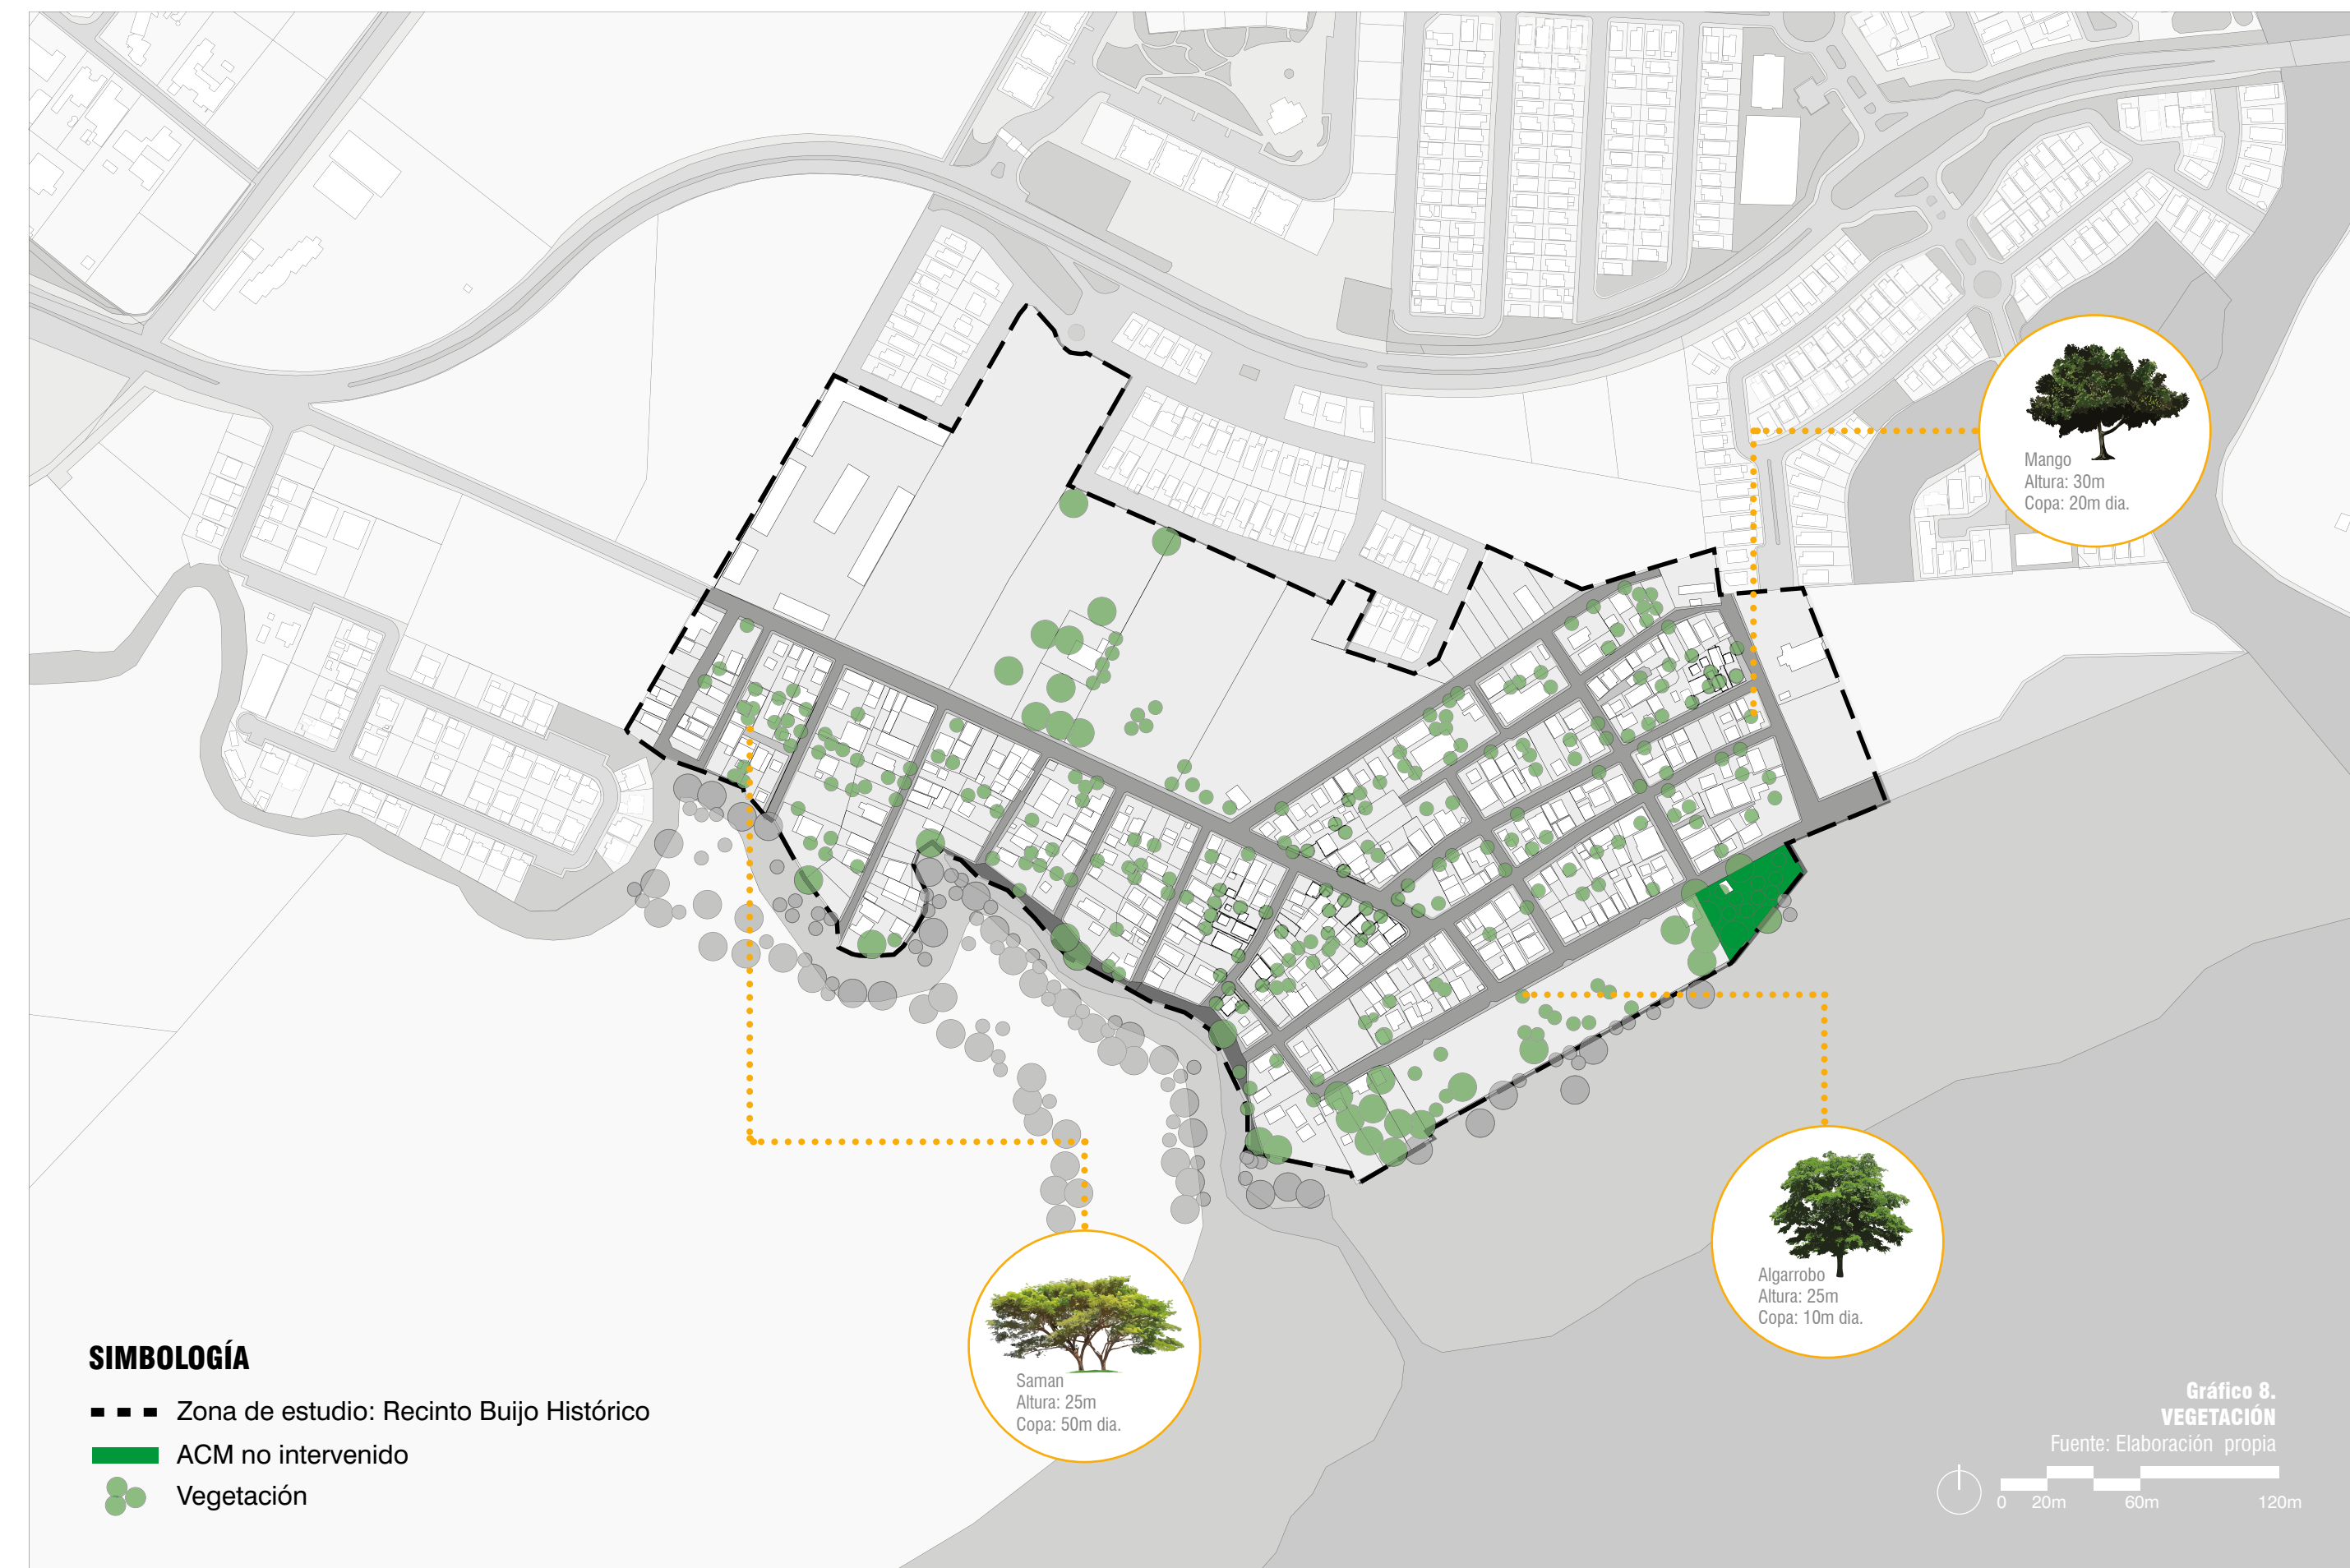 Mango
Altura: 30m
Copa: 20m dia.
Algarrobo
Altura: 25m
Copa: 10m dia.
Saman
Altura: 25m
Copa: 50m dia.
SIMBOLOGÍA
Zona de estudio: Recinto Buijo Histórico
ACM no intervenido
Vegetación
Gráfico 8.
VEGETACIÓN
Fuente: Elaboración propia
0 20m 60m 120m